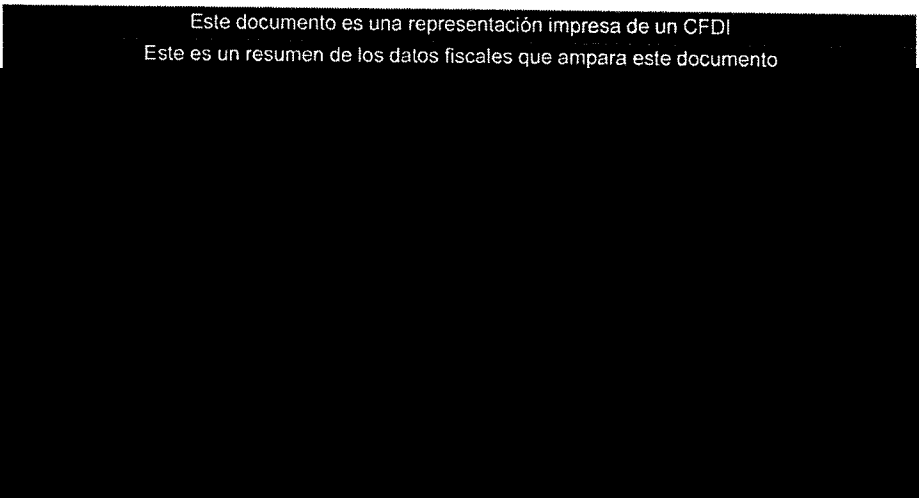 Este documento es una representación impresa de un CFDI
Este es un resumen de los datos fiscales que ampara este documento